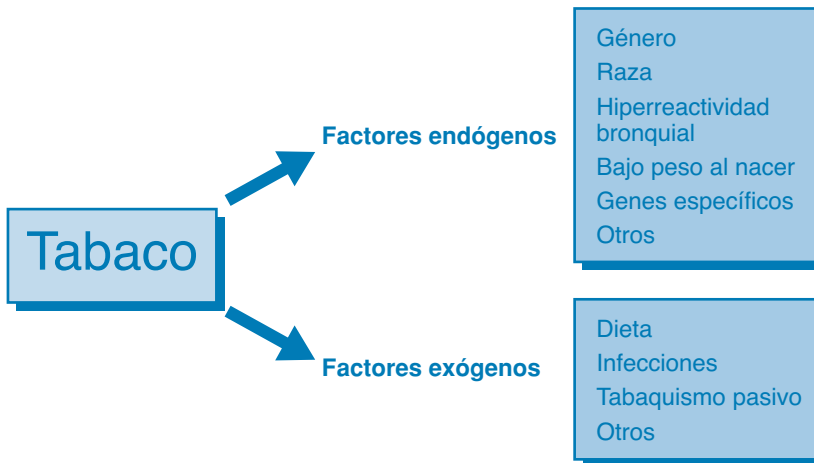 Tabaco
Factores endógenos
Género
Raza
Hiperreactividad
bronquial
Bajo peso al nacer
Genes específicos
Otros
Factores exógenos
Dieta
Infecciones
Tabaquismo pasivo
Otros